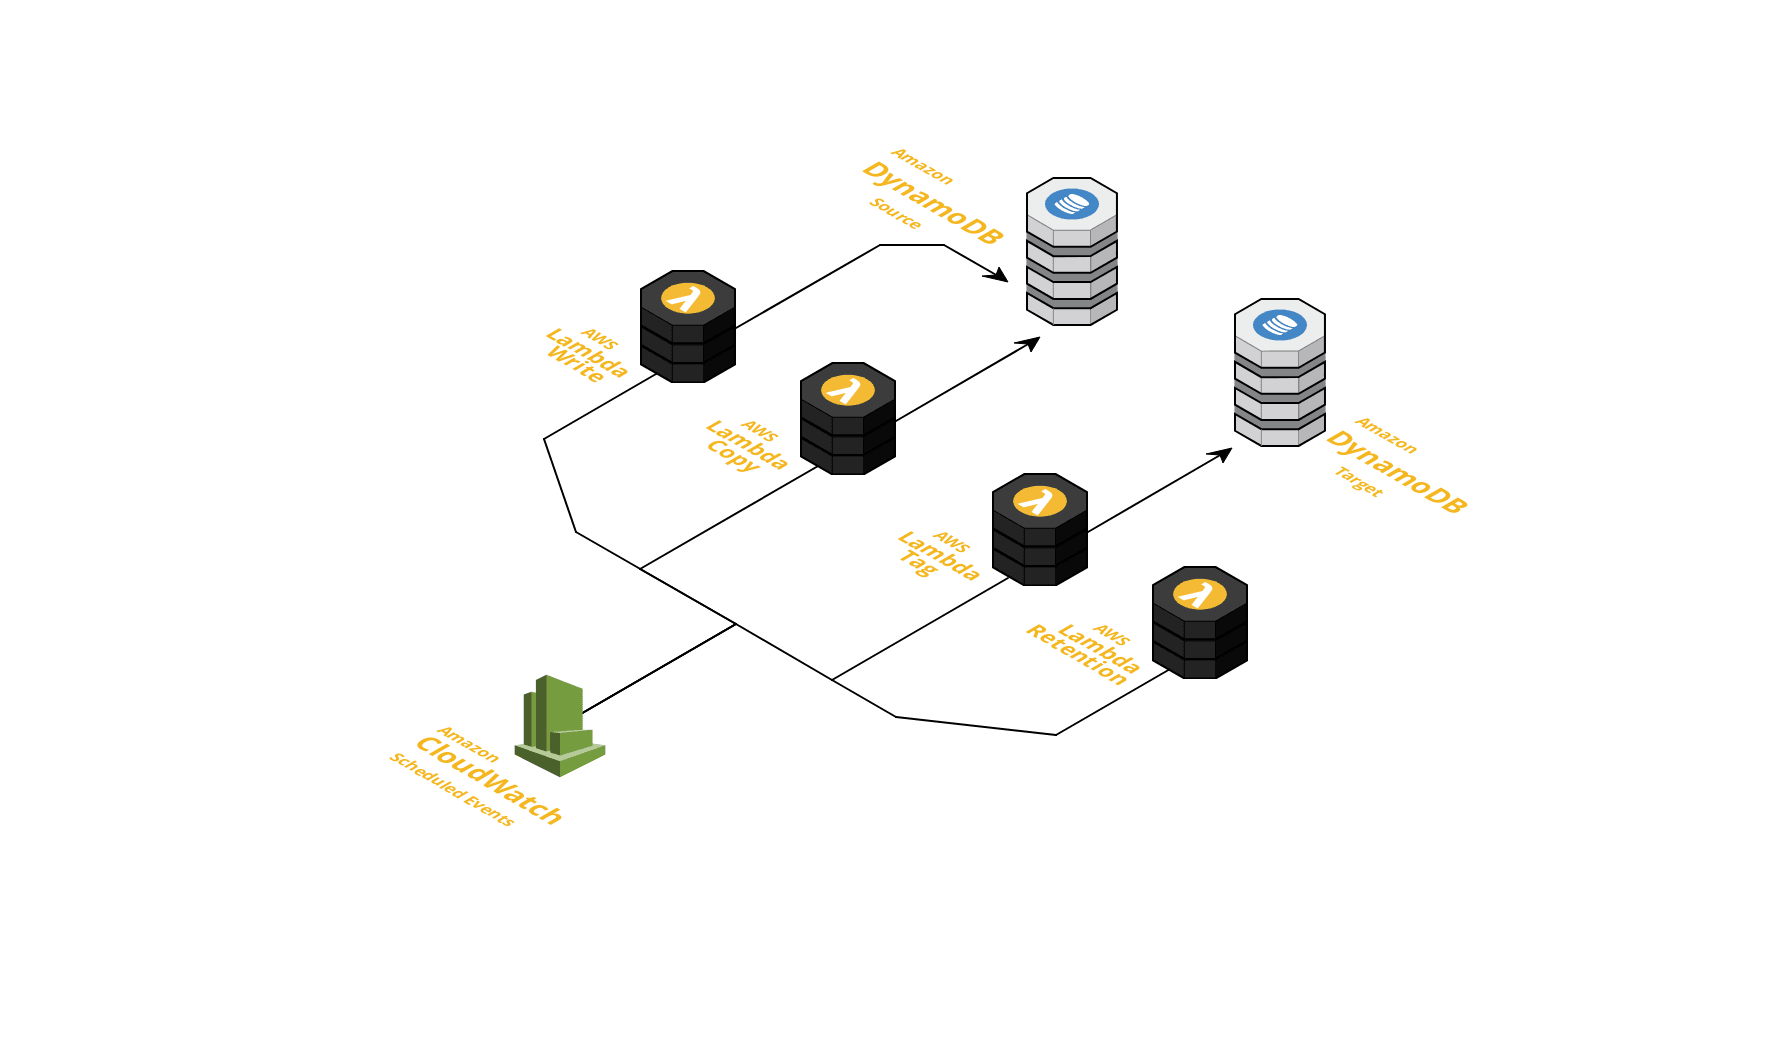 Amazon
DynamoDB
Source
AWS
Lambda
Write
AWS
Lambda
Copy
Amazon
DynamoDB
Target
AWS
Lambda
Tag
AWS
Lambda
Retention
Amazon
CloudWatch
Scheduled Events